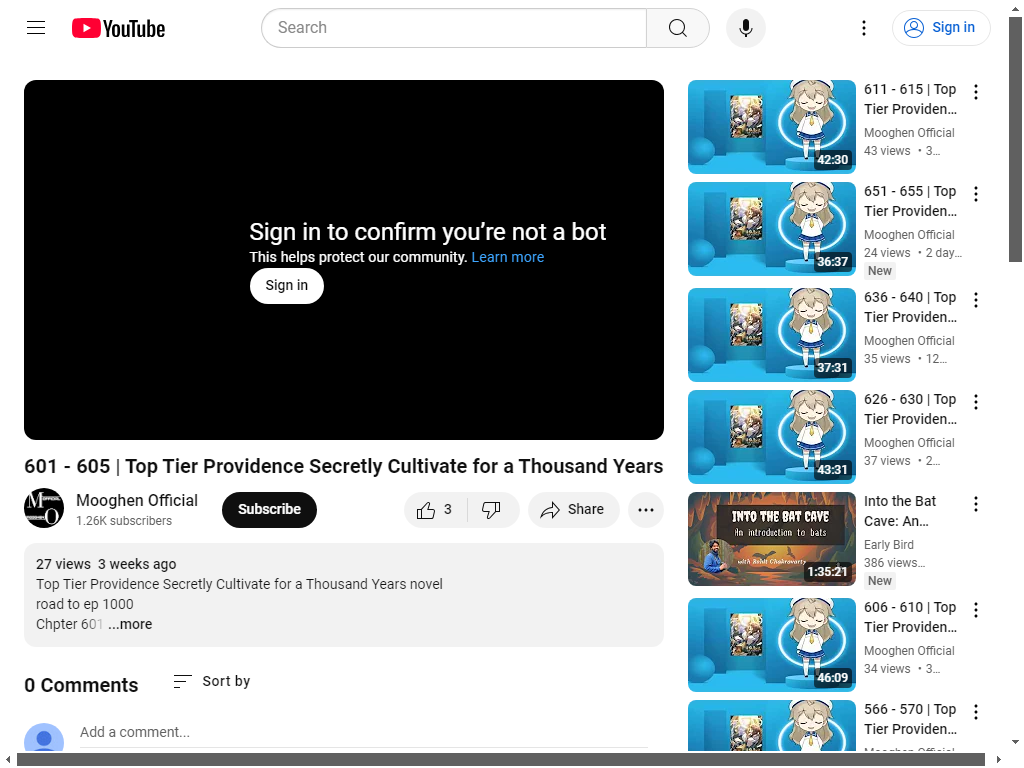 YouTube
Search
Sign in
Sign in to confirm you’re not a bot
This helps protect our community. Learn more
Sign in
601 - 605 | Top Tier Providence Secretly Cultivate for a Thousand Years
Mooghen Official
1.26K subscribers
Subscribe
3
Share
27 views 3 weeks ago
Top Tier Providence Secretly Cultivate for a Thousand Years novel
road to ep 1000
Chpter 601 ...more
0 Comments
Sort by
Add a comment...
42:30
611 - 615 | Top
Tier Providen...
Mooghen Official
43 views • 3...
36:37
651 - 655 | Top
Tier Providen...
Mooghen Official
24 views • 2 day...
New
37:31
636 - 640 | Top
Tier Providen...
Mooghen Official
35 views • 12...
43:31
626 - 630 | Top
Tier Providen...
Mooghen Official
37 views • 2...
INTO THE BAT CAVE
An introduction to bats
with Rohit Chakravarty
1:35:21
Into the Bat
Cave: An...
Early Bird
386 views...
New
46:09
606 - 610 | Top
Tier Providen...
Mooghen Official
34 views • 3...
566 - 570 | Top
Tier Providen...
Mooghen Official